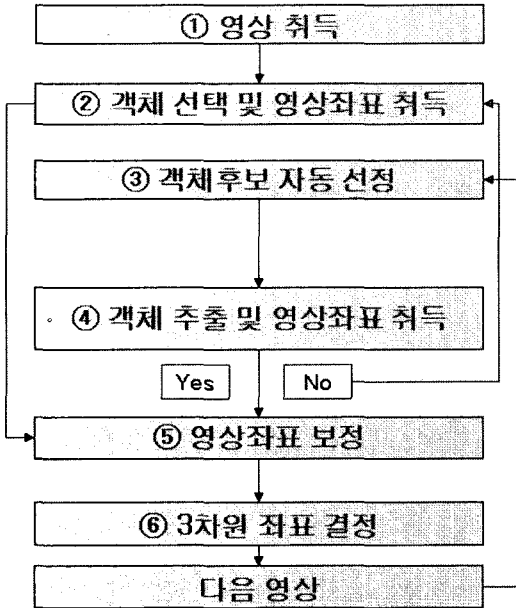 ① 영상 취득
② 객체 선택 및 영상좌표 취득
③ 객체후보 자동 선정
④ 객체 추출 및 영상좌표 취득
Yes No
⑤ 영상좌표 보정
⑥ 3차원 좌표 결정
다음 영상